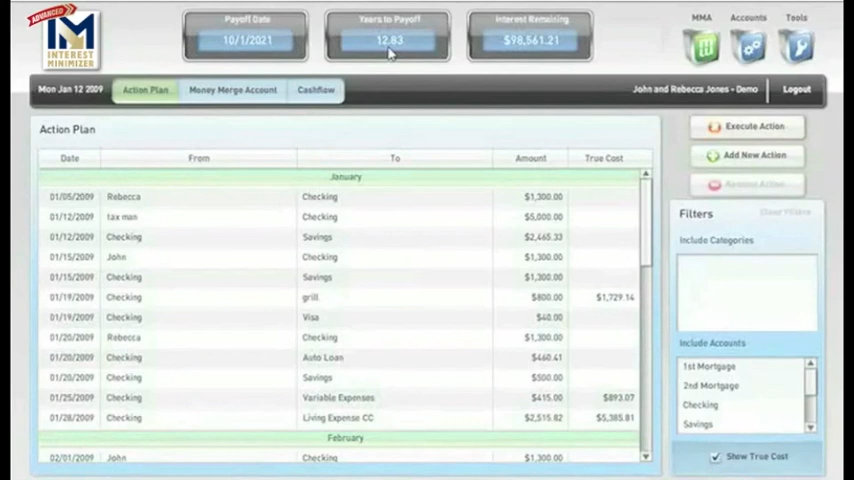 ADVANCED
IM
INTEREST
MINIMIZER
Payoff Date
10/1/2021
Years to Payoff
12.83
Interest Remaining
$98,561.21
MMA Accounts Tools
Mon Jan 12 2009 Action Plan Money Merge Account Cashflow John and Rebecca Jones - Demo Logout
Action Plan
Date From To Amount True Cost
January
01/05/2009 Rebecca Checking $1,300.00
01/12/2009 tax man Checking $5,000.00
01/12/2009 Checking Savings $2,465.33
01/15/2009 John Checking $1,300.00
01/15/2009 Checking Savings $1,300.00
01/19/2009 Checking grill $800.00 $1,729.14
01/19/2009 Checking Visa $40.00
01/20/2009 Rebecca Checking $1,300.00
01/20/2009 Checking Auto Loan $460.41
01/20/2009 Checking Savings $500.00
01/25/2009 Checking Variable Expenses $415.00 $893.07
01/28/2009 Checking Living Expense CC $2,515.82 $5,385.81
February
02/01/2009 John Checking $1,300.00
Execute Action
Add New Action
Remove Action
Filters Clear Filters
Include Categories
Include Accounts
1st Mortgage
2nd Mortgage
Checking
Savings
Show True Cost